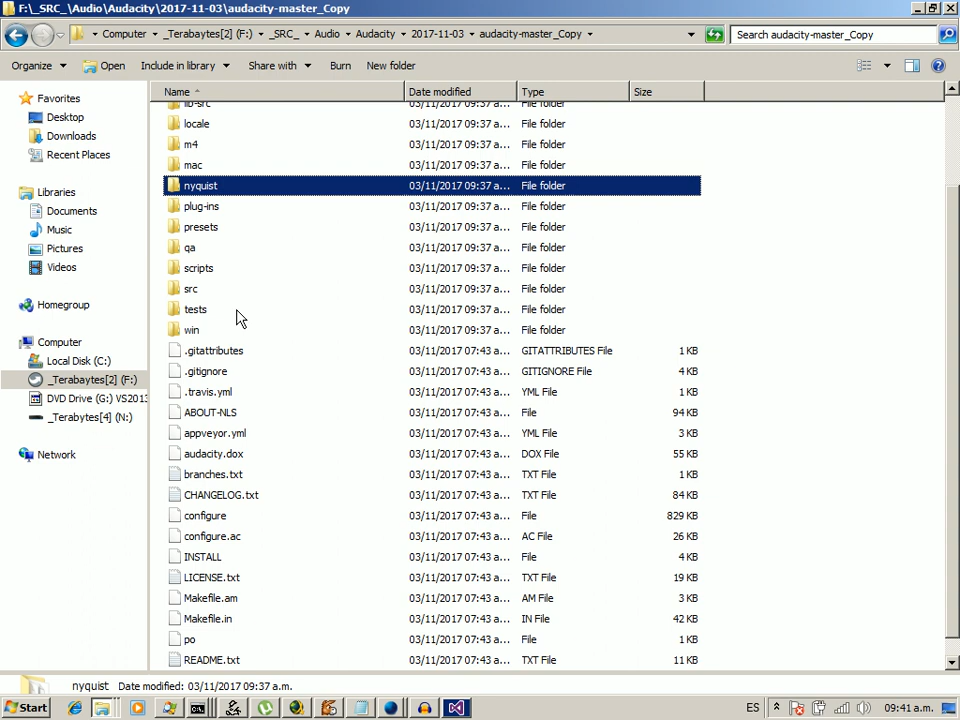 F:\_SRC_\Audio\Audacity\2017-11-03\audacity-master_Copy
Computer _Terabaytes[2] (F:) _SRC_ Audio Audacity 2017-11-03 audacity-master_Copy Search audacity-master_Copy
Organize Open Include in library Share with Burn New folder
Name Date modified Type Size
Favorites
Desktop
Downloads
Recent Places
Libraries
Documents
Music
Pictures
Videos
Homegroup
Computer
Local Disk (C:)
_Terabaytes[2] (F:)
DVD Drive (G:) VS2013
_Terabytes[4] (N:)
Network
lib-src 03/11/2017 09:37 a... File folder
locale 03/11/2017 09:37 a... File folder
m4 03/11/2017 09:37 a... File folder
mac 03/11/2017 09:37 a... File folder
nyquist 03/11/2017 09:37 a... File folder
plug-ins 03/11/2017 09:37 a... File folder
presets 03/11/2017 09:37 a... File folder
qa 03/11/2017 09:37 a... File folder
scripts 03/11/2017 09:37 a... File folder
src 03/11/2017 09:37 a... File folder
tests 03/11/2017 09:37 a... File folder
win 03/11/2017 09:37 a... File folder
.gitattributes 03/11/2017 07:43 a... GITATTRIBUTES File 1 KB
.gitignore 03/11/2017 07:43 a... GITIGNORE File 4 KB
.travis.yml 03/11/2017 07:43 a... YML File 1 KB
ABOUT-NLS 03/11/2017 07:43 a... File 94 KB
appveyor.yml 03/11/2017 07:43 a... YML File 3 KB
audacity.dox 03/11/2017 07:43 a... DOX File 55 KB
branches.txt 03/11/2017 07:43 a... TXT File 1 KB
CHANGELOG.txt 03/11/2017 07:43 a... TXT File 84 KB
configure 03/11/2017 07:43 a... File 829 KB
configure.ac 03/11/2017 07:43 a... AC File 26 KB
INSTALL 03/11/2017 07:43 a... File 4 KB
LICENSE.txt 03/11/2017 07:43 a... TXT File 19 KB
Makefile.am 03/11/2017 07:43 a... AM File 3 KB
Makefile.in 03/11/2017 07:43 a... IN File 42 KB
po 03/11/2017 07:43 a... File 1 KB
README.txt 03/11/2017 07:43 a... TXT File 11 KB
nyquist Date modified: 03/11/2017 09:37 a.m.
Start ES 09:41 a.m.